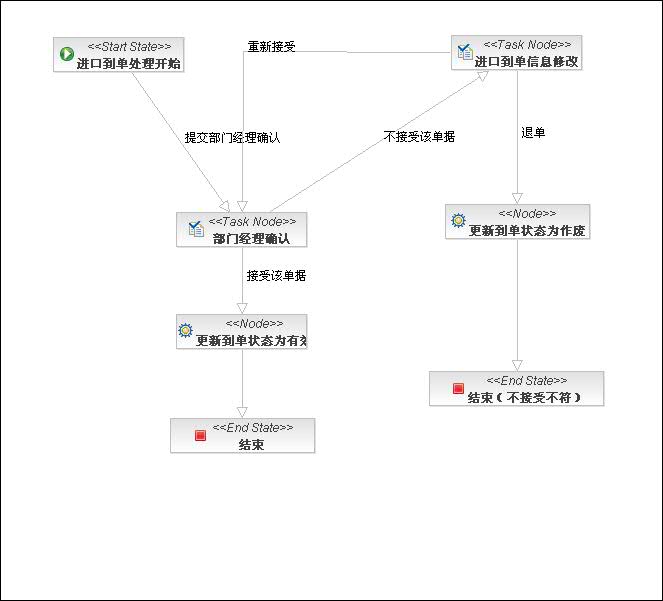 <<Start State>>
进口到单处理开始
重新接受
<<Task Node>>
进口到单信息修改
提交部门经理确认
不接受该单据
退单
<<Task Node>>
部门经理确认
<<Node>>
更新到单状态为作废
接受该单据
<<Node>>
更新到单状态为有效
<<End State>>
结束（不接受不符）
<<End State>>
结束